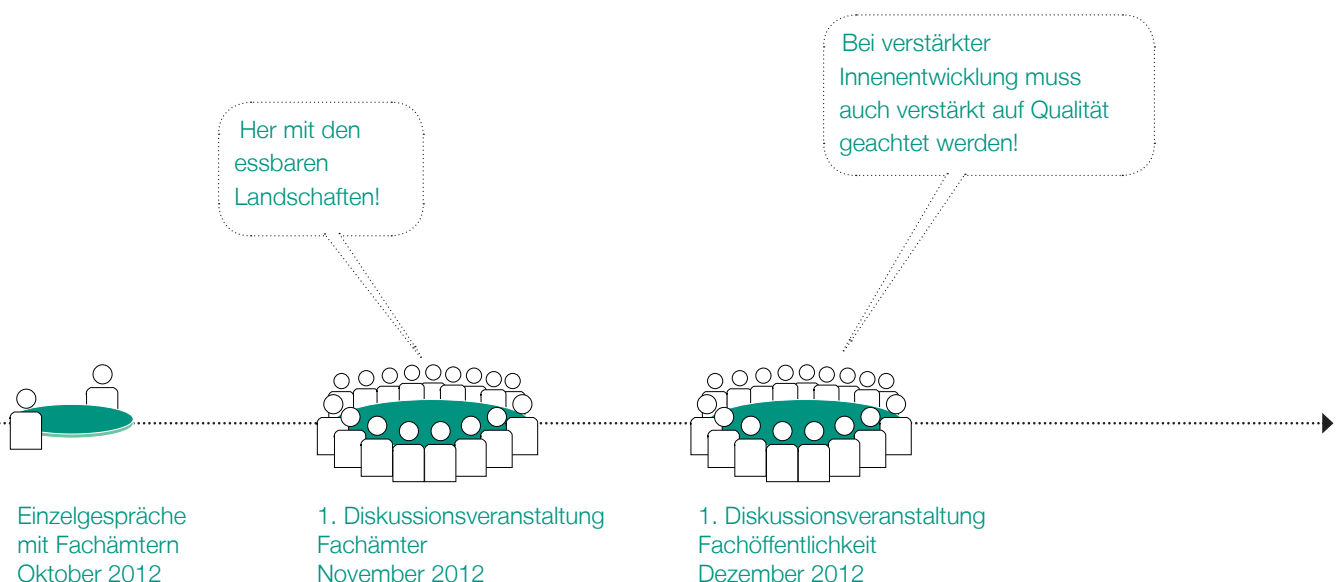 Bei verstärkter
Innenentwicklung muss
auch verstärkt auf Qualität
geachtet werden!
Her mit den
essbaren
Landschaften!
Einzelgespräche
mit Fachämtern
Oktober 2012
1. Diskussionsveranstaltung
Fachämter
November 2012
1. Diskussionsveranstaltung
Fachöffentlichkeit
Dezember 2012